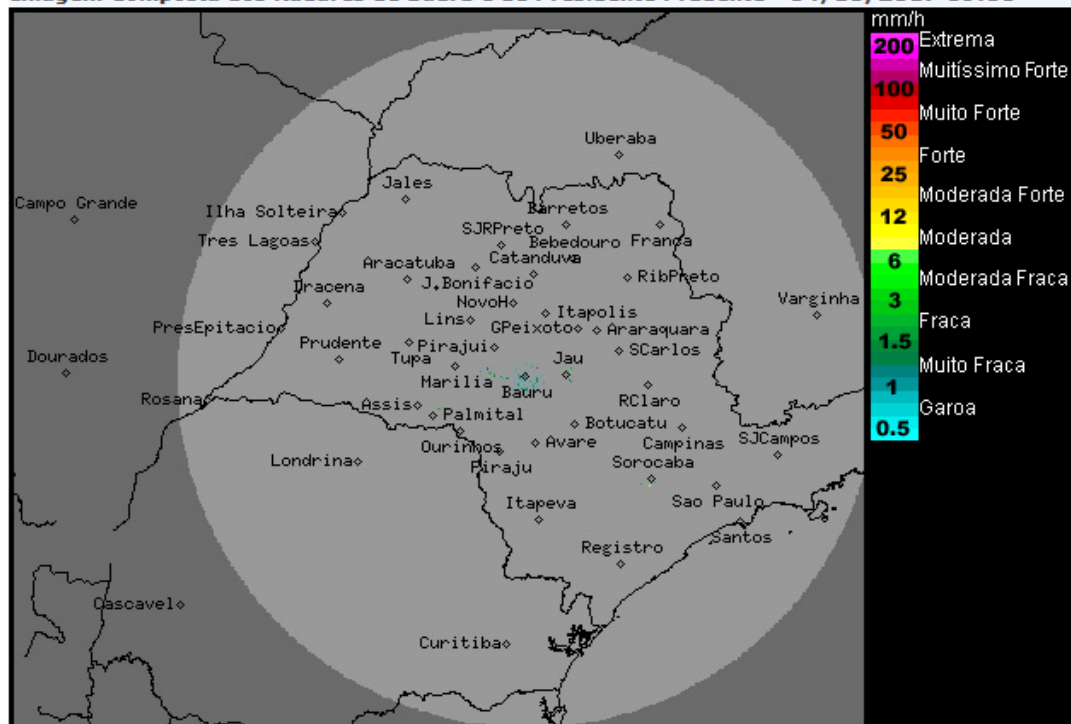 mm/h
200 Extrema
Muitíssimo Forte
100
Muito Forte
50
Forte
25
Moderada Forte
12
Moderada
6
Moderada Fraca
3
Fraca
1.5
Muito Fraca
1
Garoa
0.5
Uberaba
Jales
Campo Grande
Ilha Solteira
Barretos
SJRPreto
Tres Lagoas
Bebedouro
Franca
Catanduva
Aracatuba
RibPreto
J.Bonifacio
Dracena
NovoH
Varginha
Itapolis
Lins
PresEpitacio
GPeixoto
Araraquara
Prudente
Pirajui
SCarlos
Dourados
Tupa
Jau
Marilia
Bauru
Rosana
Assis
RClaro
Palmital
Botucatu
Ourinhos
Avare
Campinas
SJCampos
Londrina
Piraju
Sorocaba
Itapeva
Sao Paulo
Santos
Registro
Cascavel
Curitiba